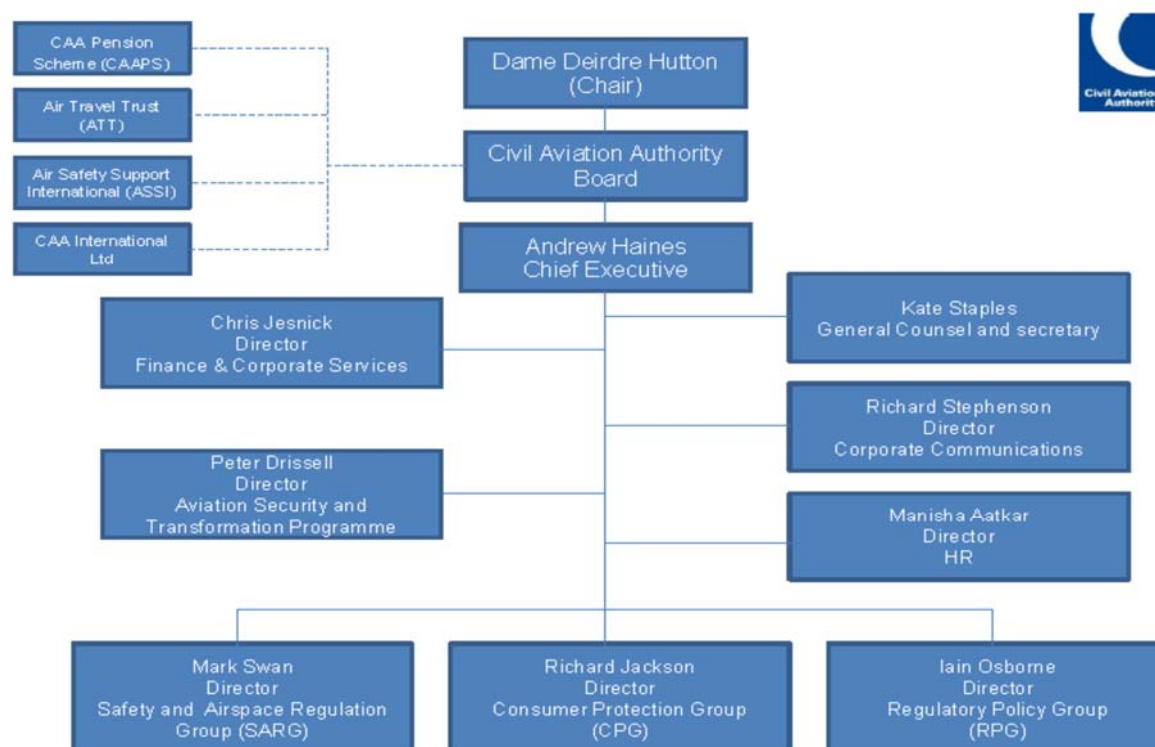 CAA Pension
Scheme (CAAPS)
Air Travel Trust
(ATT)
Air Safety Support
International (ASSI)
CAA International
Ltd
Dame Deirdre Hutton
(Chair)
Civil Aviation Authority
Board
Andrew Haines
Chief Executive
Civil Aviation
Authority
Chris Jesnick
Director
Finance & Corporate Services
Kate Staples
General Counsel and secretary
Richard Stephenson
Director
Corporate Communications
Peter Drissell
Director
Aviation Security and
Transformation Programme
Manisha Aatkar
Director
HR
Mark Swan
Director
Safety and Airspace Regulation
Group (SARG)
Richard Jackson
Director
Consumer Protection Group
(CPG)
Iain Osborne
Director
Regulatory Policy Group
(RPG)